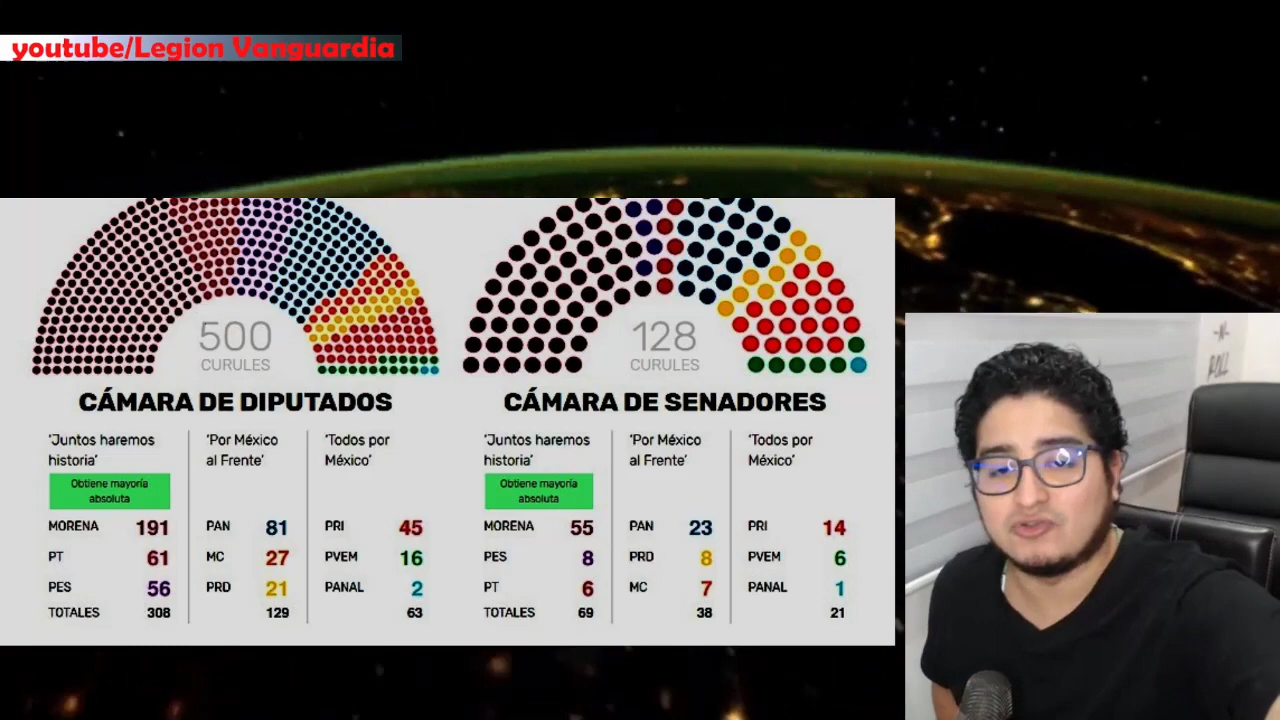 youtube/Legion Vanguardia
500
CURULES
128
CURULES
CÁMARA DE DIPUTADOS
CÁMARA DE SENADORES
'Juntos haremos
historia'
Obtiene mayoría
absoluta
MORENA 191
PT 61
PES 56
TOTALES 308
'Por México
al Frente'
PAN 81
MC 27
PRD 21
129
'Todos por
México'
PRI 45
PVEM 16
PANAL 2
63
'Juntos haremos
historia'
Obtiene mayoría
absoluta
MORENA 55
PES 8
PT 6
TOTALES 69
'Por México
al Frente'
PAN 23
PRD 8
MC 7
38
'Todos por
México'
PRI 14
PVEM 6
PANAL 1
21
-N-
ROLL